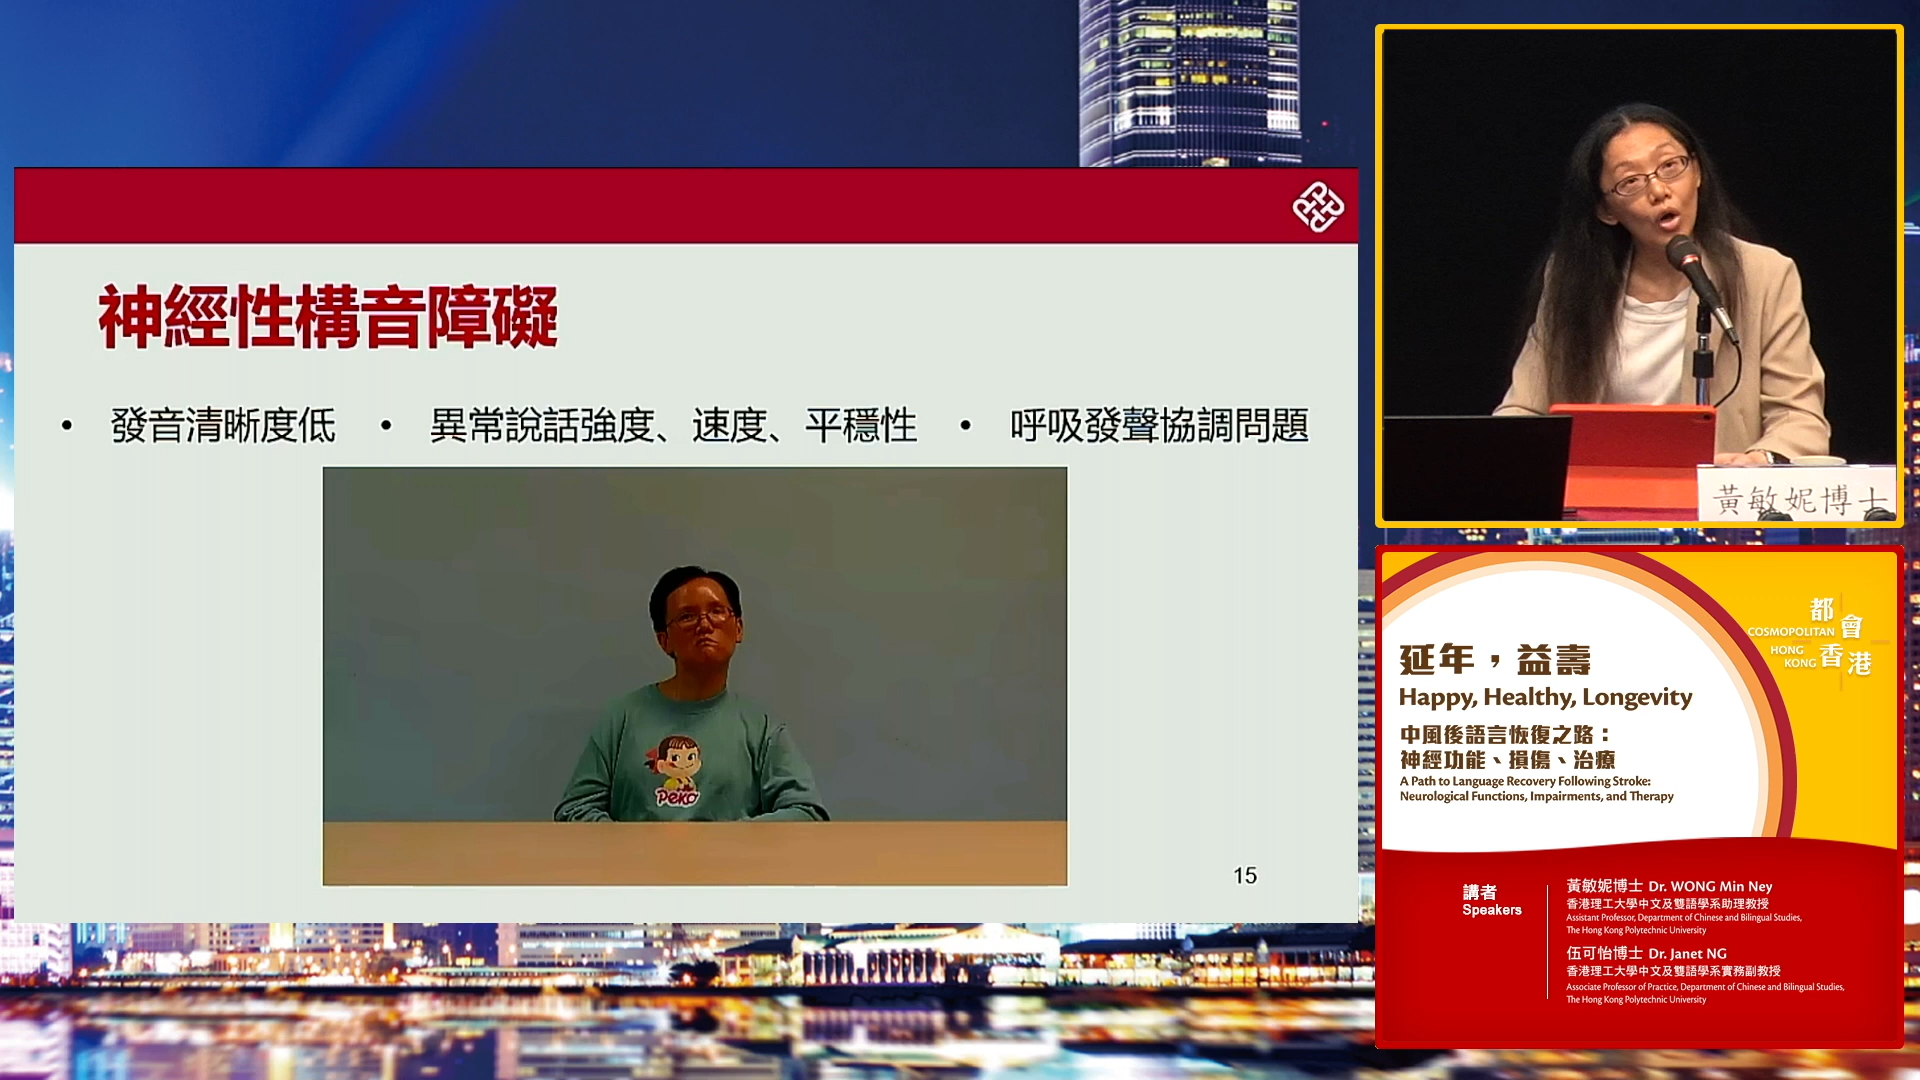 神經性構音障礙
• 發音清晰度低 • 異常說話強度、速度、平穩性 • 呼吸發聲協調問題
Peko
15
黃敏妮博士
都會香港
COSMOPOLITAN
HONG
KONG
延年，益壽
Happy, Healthy, Longevity
中風後語言恢復之路：
神經功能、損傷、治療
A Path to Language Recovery Following Stroke:
Neurological Functions, Impairments, and Therapy
講者
Speakers
黃敏妮博士 Dr. WONG Min Ney
香港理工大學中文及雙語學系助理教授
Assistant Professor, Department of Chinese and Bilingual Studies,
The Hong Kong Polytechnic University
伍可怡博士 Dr. Janet NG
香港理工大學中文及雙語學系實務副教授
Associate Professor of Practice, Department of Chinese and Bilingual Studies,
The Hong Kong Polytechnic University